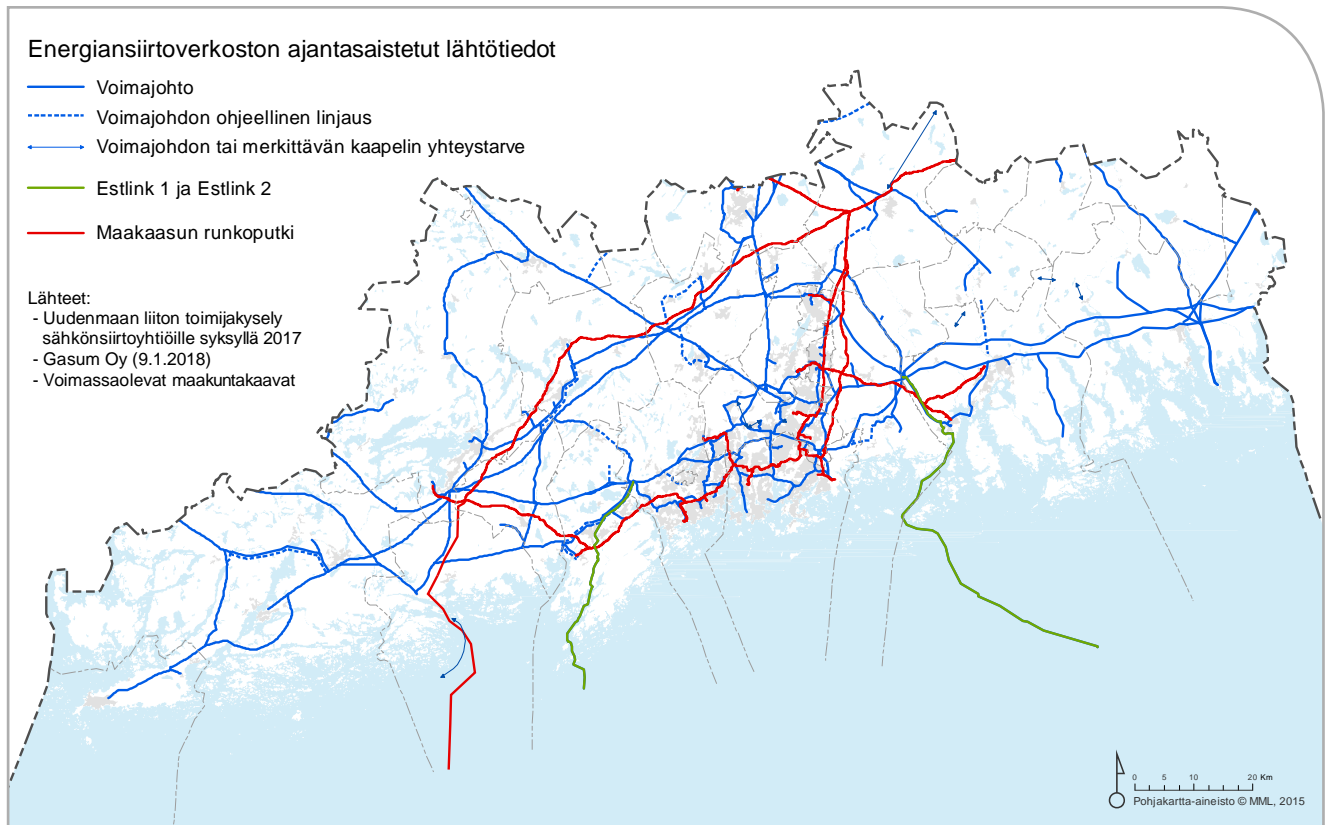 Energiansiirtoverkoston ajantasaistetut lähtötiedot
Voimajohto
Voimajohdon ohjeellinen linjaus
Voimajohdon tai merkittävän kaapelin yhteystarve
Estlink 1 ja Estlink 2
Maakaasun runkoputki
Lähteet:
- Uudenmaan liiton toimijakysely
sähkönsiirtoyhtiöille syksyllä 2017
- Gasum Oy (9.1.2018)
- Voimassaolevat maakuntakaavat
0 5 10 20 Km
Pohjakartta-aineisto © MML, 2015